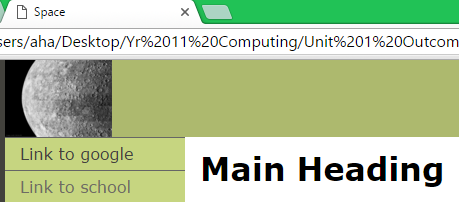 Space
sers/aha/Desktop/Yr%2011%20Computing/Unit%201%20Outcom
Link to google
Main Heading
Link to school